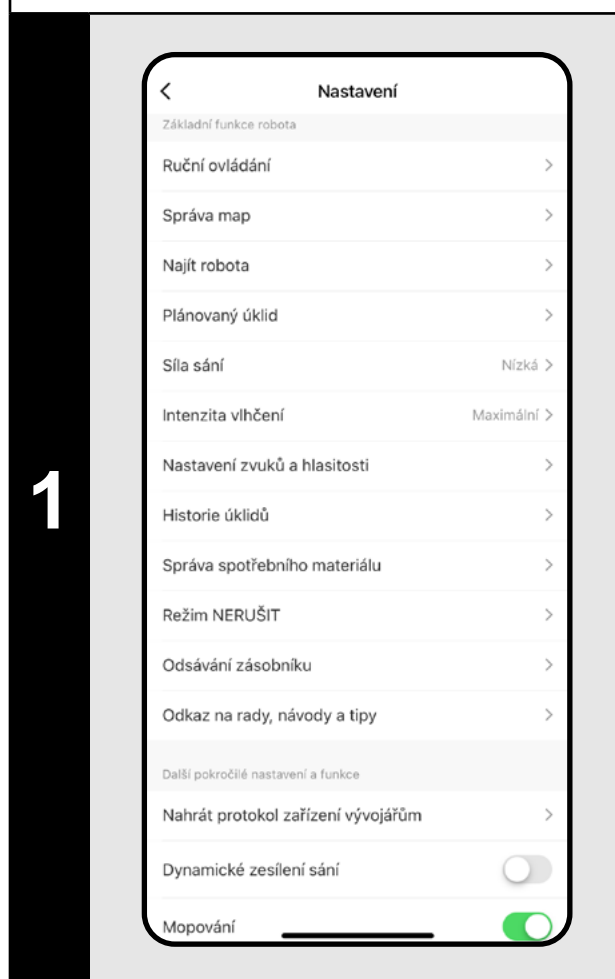 1
Nastavení
Základní funkce robota
Ruční ovládání
Správa map
Najít robota
Plánovaný úklid
Síla sání Nízká
Intenzita vlhčení Maximální
Nastavení zvuků a hlasitosti
Historie úklidů
Správa spotřebního materiálu
Režim NERUŠIT
Odsávání zásobníku
Odkaz na rady, návody a tipy
Další pokročilé nastavení a funkce
Nahrát protokol zařízení vývojářům
Dynamické zesílení sání
Mopování